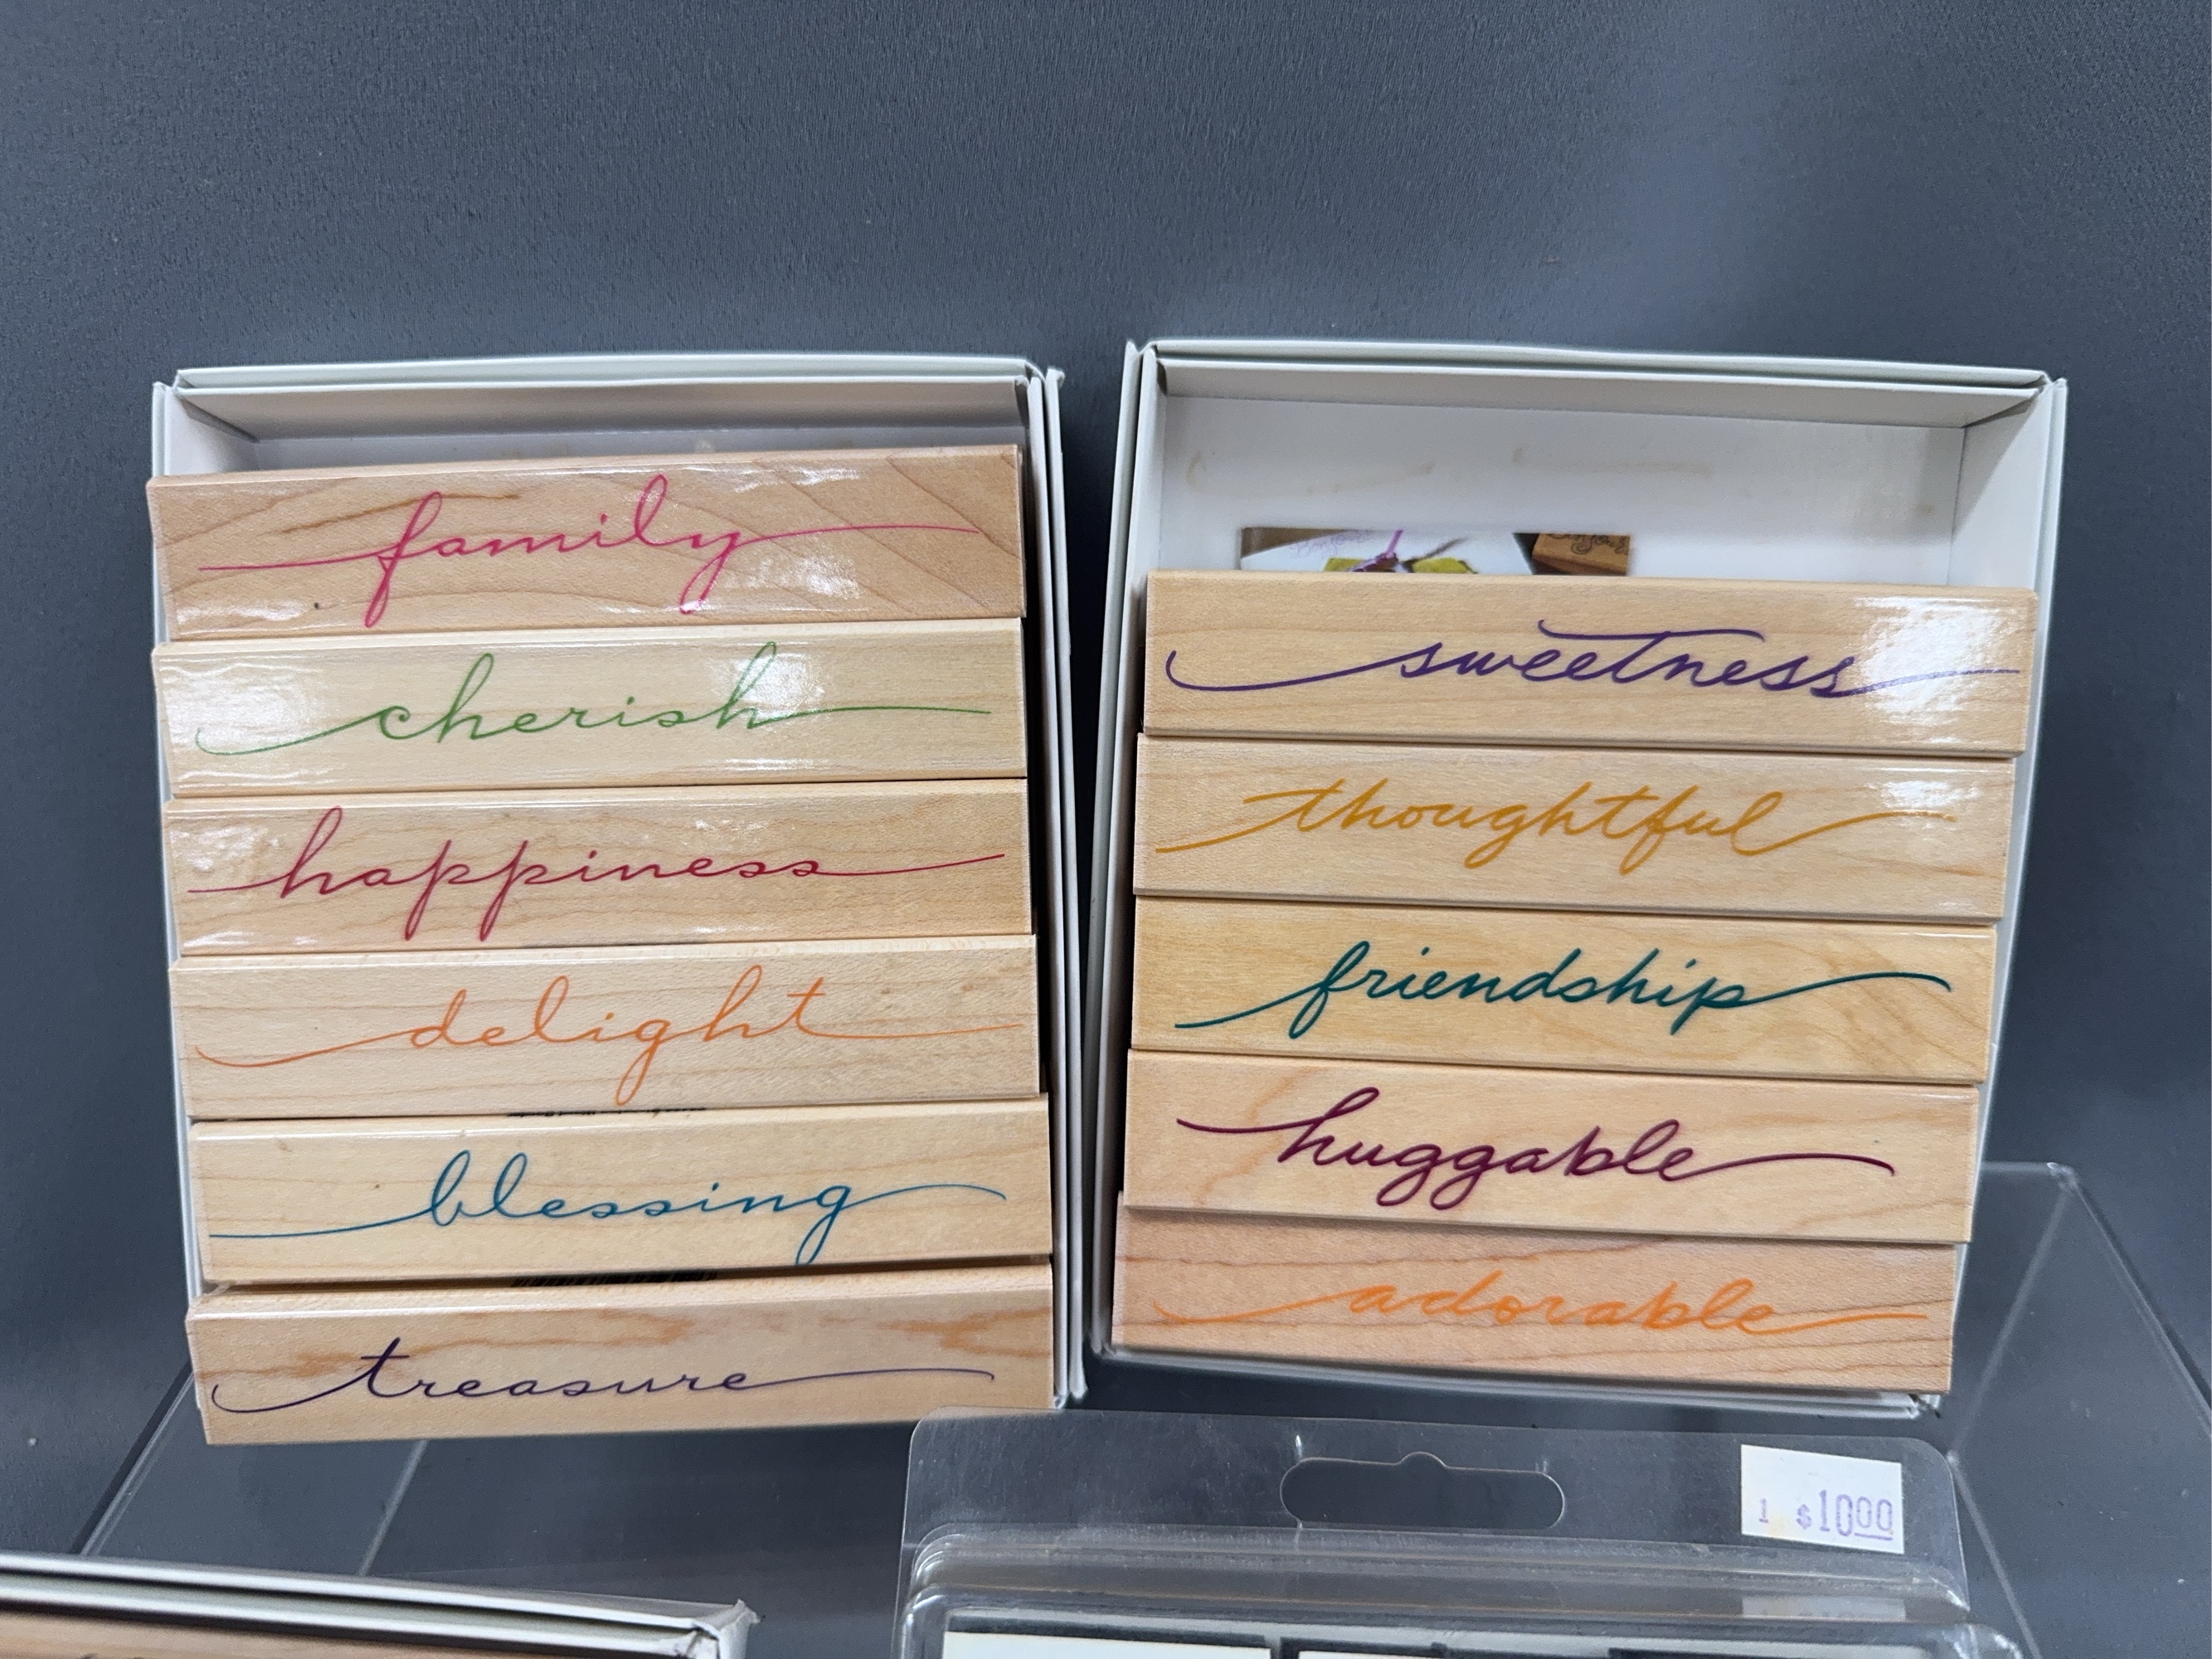 family
cherish
happiness
delight
blessing
treasure
sweetness
thoughtful
friendship
huggable
adorable
1 $10.00